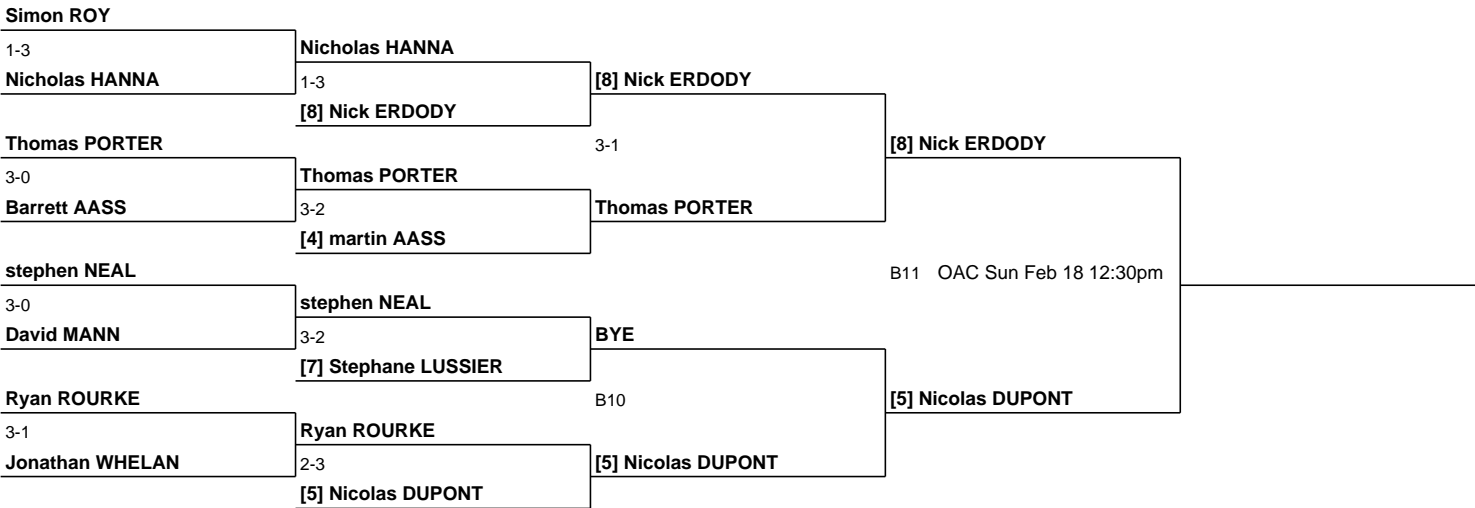 Simon ROY
1-3
Nicholas HANNA
Nicholas HANNA
1-3
[8] Nick ERDODY
[8] Nick ERDODY
Thomas PORTER
3-1
[8] Nick ERDODY
3-0
Thomas PORTER
Barrett AASS
3-2
Thomas PORTER
[4] martin AASS
stephen NEAL
B11 OAC Sun Feb 18 12:30pm
3-0
stephen NEAL
David MANN
3-2
BYE
[7] Stephane LUSSIER
Ryan ROURKE
B10
[5] Nicolas DUPONT
3-1
Ryan ROURKE
Jonathan WHELAN
2-3
[5] Nicolas DUPONT
[5] Nicolas DUPONT